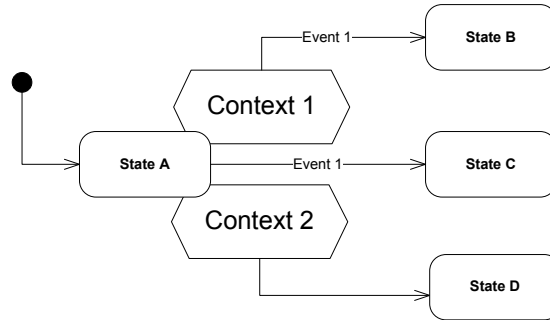 Event 1
State B
Context 1
State A
Event 1
State C
Context 2
State D